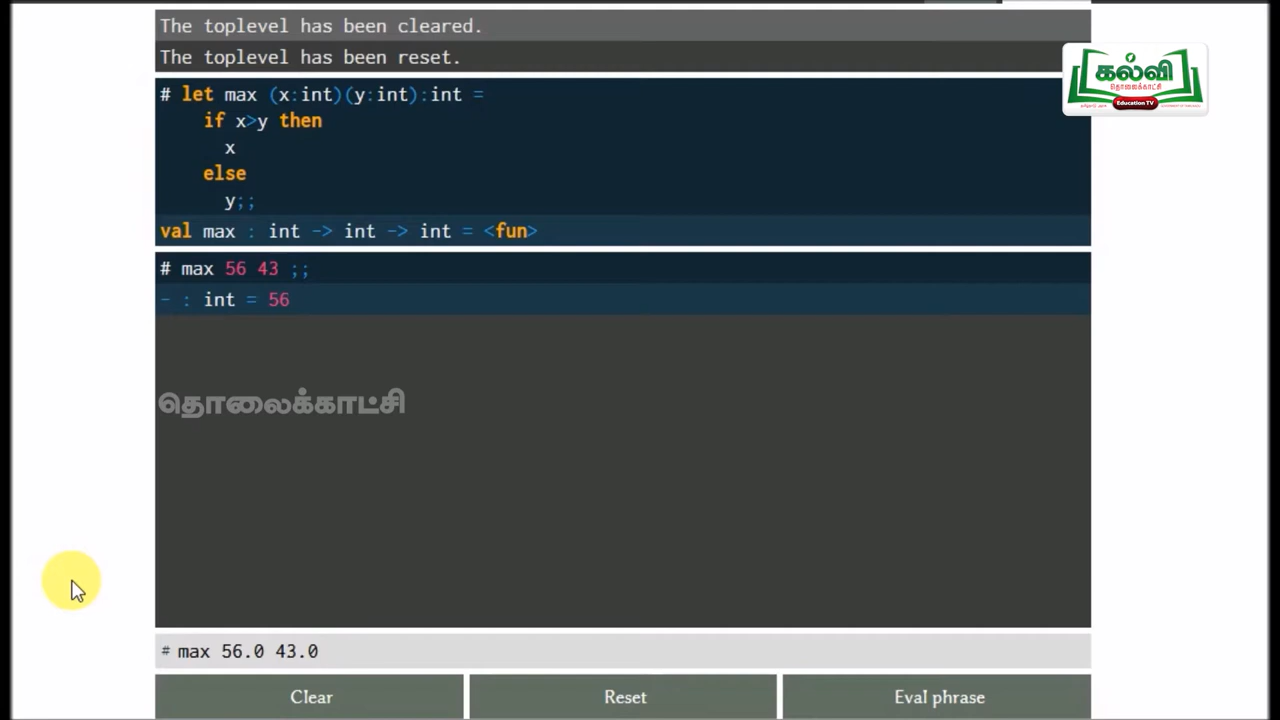 The toplevel has been cleared.
The toplevel has been reset.
கல்வி
தொலைக்காட்சி
Education TV
# let max (x:int)(y:int):int =
if x>y then
x
else
y;;
val max : int -> int -> int = <fun>
# max 56 43 ;;
- : int = 56
தொலைக்காட்சி
# max 56.0 43.0
Clear
Reset
Eval phrase